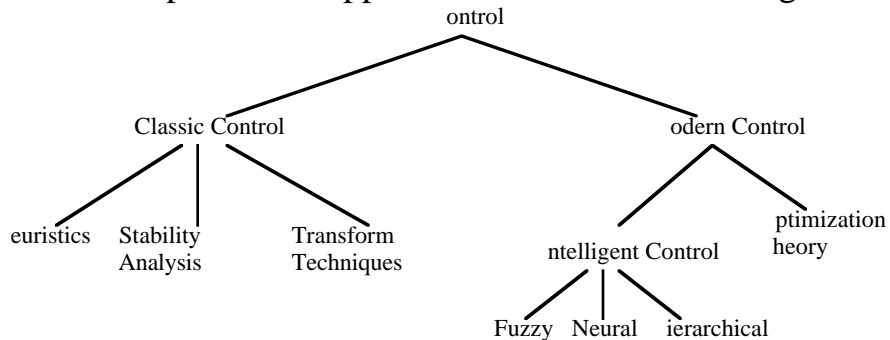 ontrol
Classic Control
odern Control
euristics
Stability
Analysis
Transform
Techniques
ntelligent Control
ptimization
heory
Fuzzy
Neural
ierarchical